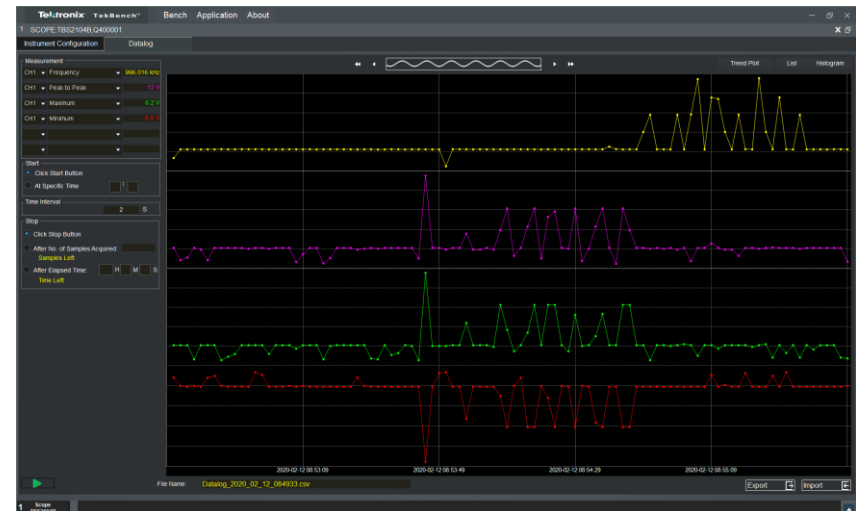 Tektronix TekBench™ Bench Application About
1 SCOPE:TBS2104B,Q400001 X
Instrument Configuration Datalog
Measurement
CH1 Frequency 996.016 kHz
CH1 Peak to Peak 12 V
CH1 Maximum 6.2 V
CH1 Minimum
Trend Plot List Histogram
Start
Click Start Button
At Specific Time :
Time Interval
2 S
Stop
Click Stop Button
After No. of Samples Acquired:
Samples Left
After Elapsed Time: H M S
Time Left
2020-02-12 08:53:09 2020-02-12 08:53:49 2020-02-12 08:54:29 2020-02-12 08:55:09
File Name: Datalog_2020_02_12_084933.csv
Export Import
1 Scope